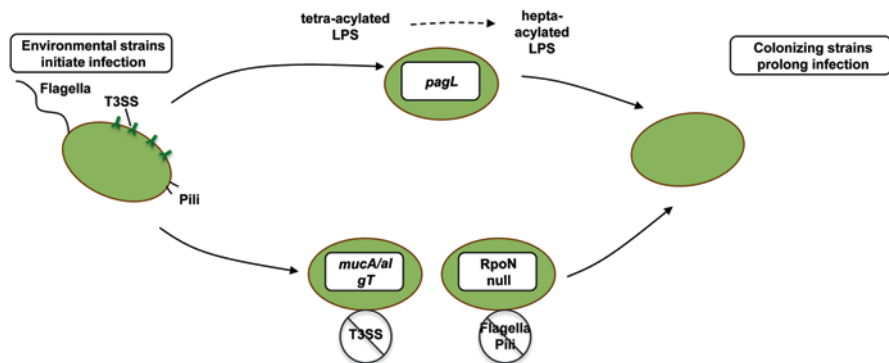 Environmental strains
initiate infection
Flagella
T3SS
Pili
tetra-acylated
LPS
hepta-
acylated
LPS
pagL
Colonizing strains
prolong infection
mucA/al
gT
T3SS
RpoN
null
Flagella
Pili